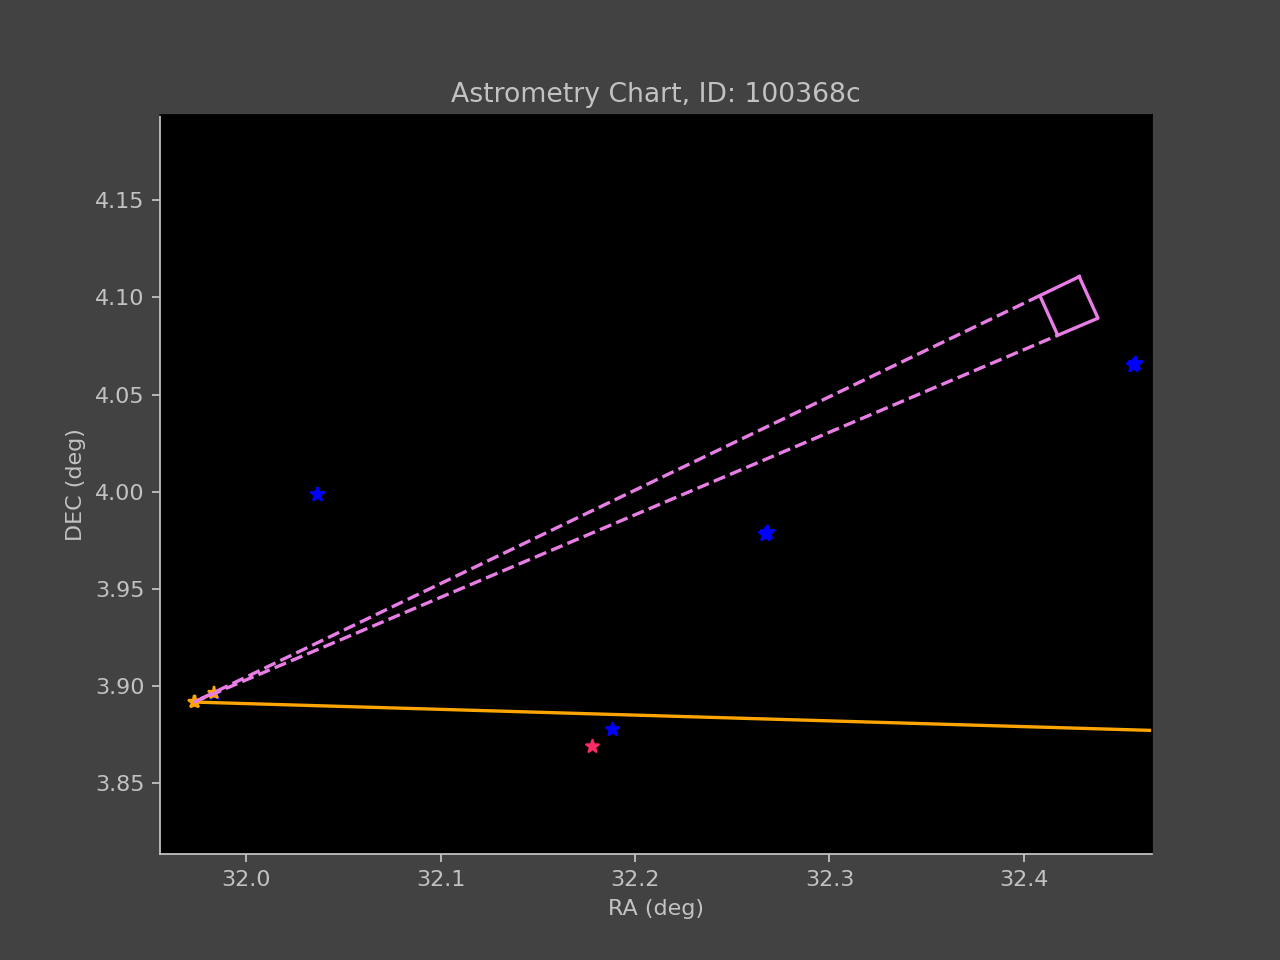 Astrometry Chart, ID: 100368c
4.15
4.10
4.05
4.00
3.95
3.90
3.85
DEC (deg)
32.0 32.1 32.2 32.3 32.4
RA (deg)